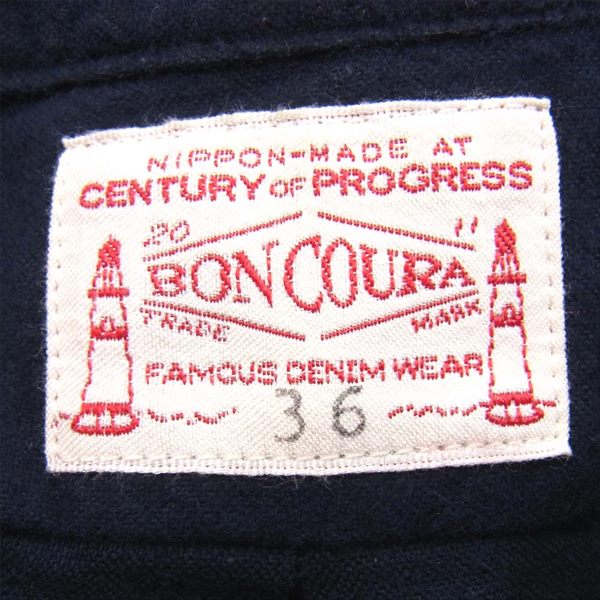 NIPPON-MADE AT
CENTURY OF PROGRESS
20 11
BONCOURA
TRADE MARK
FAMOUS DENIM WEAR
36